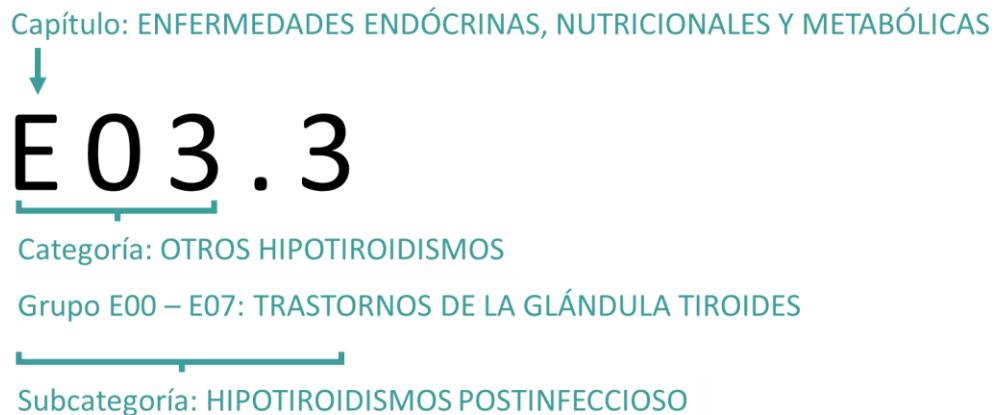 Capítulo: ENFERMEDADES ENDÓCRINAS, NUTRICIONALES Y METABÓLICAS
E03.3
Categoría: OTROS HIPOTIROIDISMOS
Grupo E00 – E07: TRASTORNOS DE LA GLÁNDULA TIROIDES
Subcategoría: HIPOTIROIDISMOS POSTINFECCIOSO